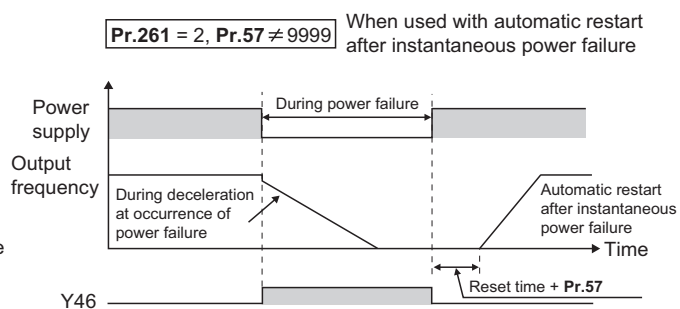 Pr.261 = 2, Pr.57 ≠ 9999
When used with automatic restart
after instantaneous power failure
Power
supply
During power failure
Output
frequency
During deceleration
at occurrence of
power failure
Automatic restart
after instantaneous
power failure
Time
e
Reset time + Pr.57
Y46